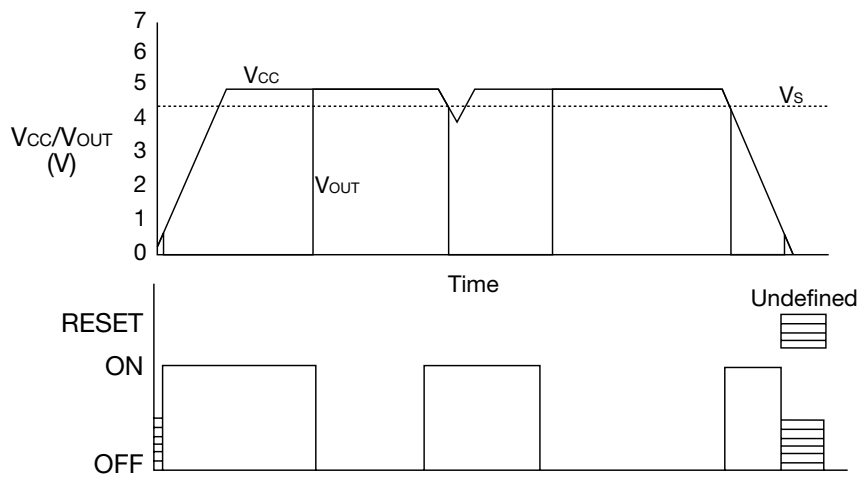 7
6
5
4
3
2
1
0
VCC/VOUT
(V)
VCC
VS
VOUT
Time
Undefined
RESET
ON
OFF